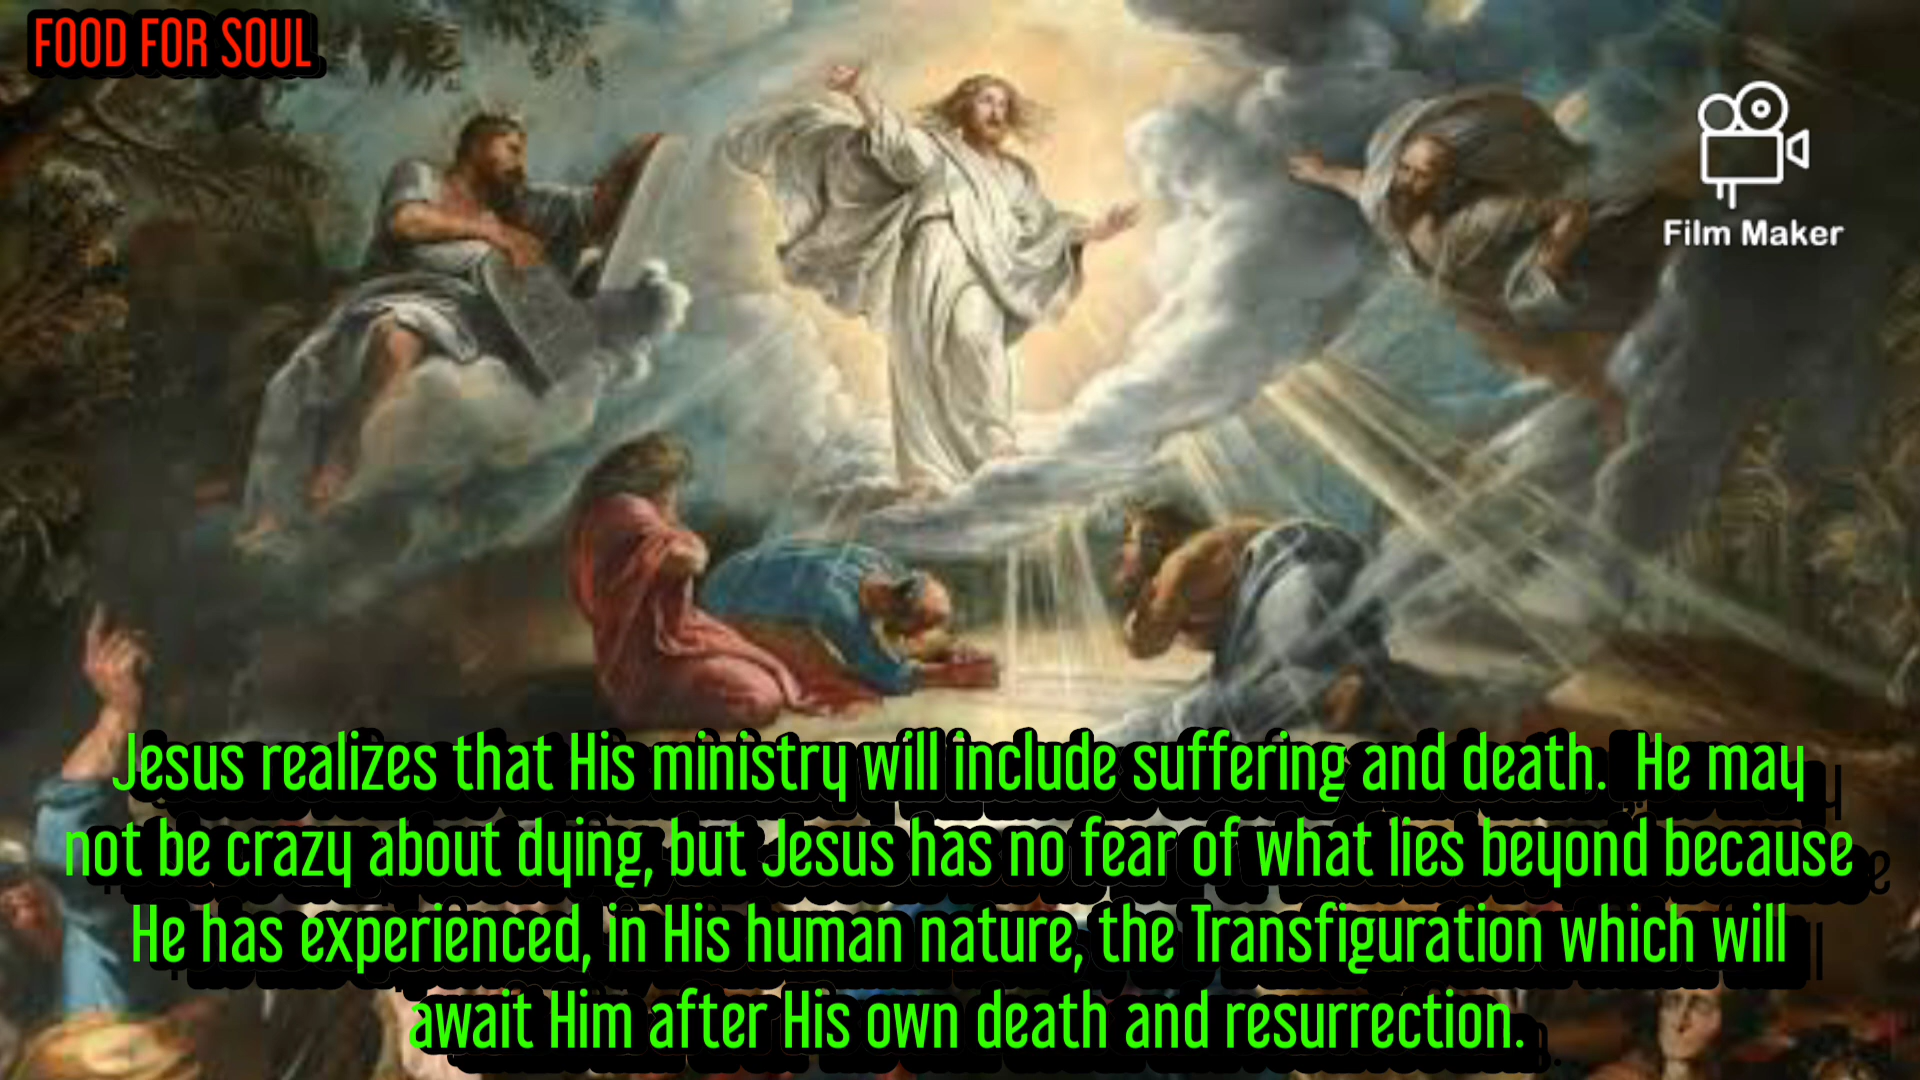 FOOD FOR SOUL
Film Maker
Jesus realizes that His ministry will include suffering and death.  He may
not be crazy about dying, but Jesus has no fear of what lies beyond because
He has experienced, in His human nature, the Transfiguration which will
await Him after His own death and resurrection.